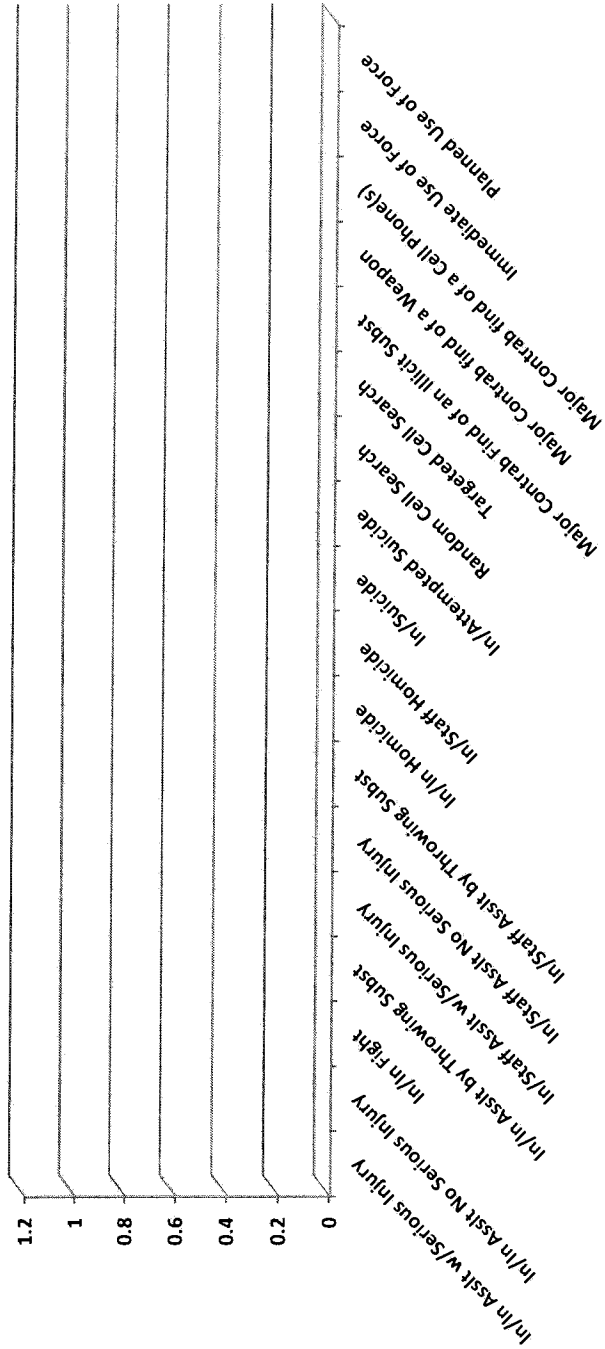 1.2
1
0.8
0.6
0.4
0.2
0
In/In Asslt w/Serious Injury
In/In Asslt No Serious Injury
In/In Fight
In/In Asslt by Throwing Subst
In/Staff Asslt w/Serious Injury
In/Staff Asslt No Serious Injury
In/Staff Asslt by Throwing Subst
In/In Homicide
In/Staff Homicide
In/Suicide
In/Attempted Suicide
Random Cell Search
Targeted Cell Search
Major Contrab Find of an Illicit Subst
Major Contrab find of a Weapon
Major Contrab find of a Cell Phone(s)
Immediate Use of Force
Planned Use of Force